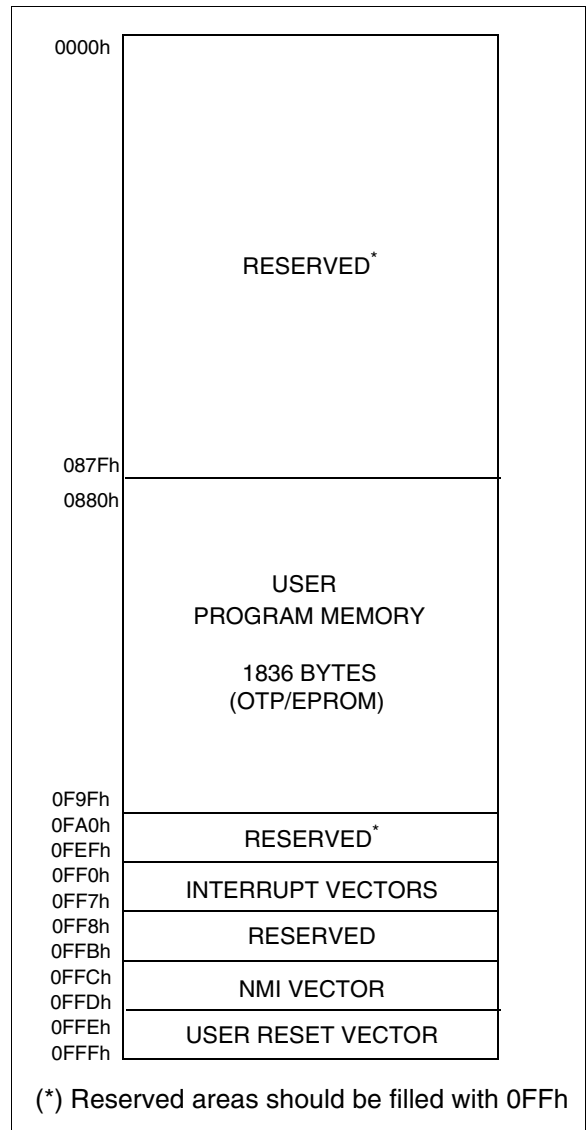 0000h
RESERVED*
087Fh
0880h
USER
PROGRAM MEMORY
1836 BYTES
(OTP/EPROM)
0F9Fh
0FA0h
RESERVED*
0FEFh
0FF0h
INTERRUPT VECTORS
0FF7h
0FF8h
RESERVED
0FFBh
0FFCh
NMI VECTOR
0FFDh
0FFEh
USER RESET VECTOR
0FFFh
(*) Reserved areas should be filled with 0FFh